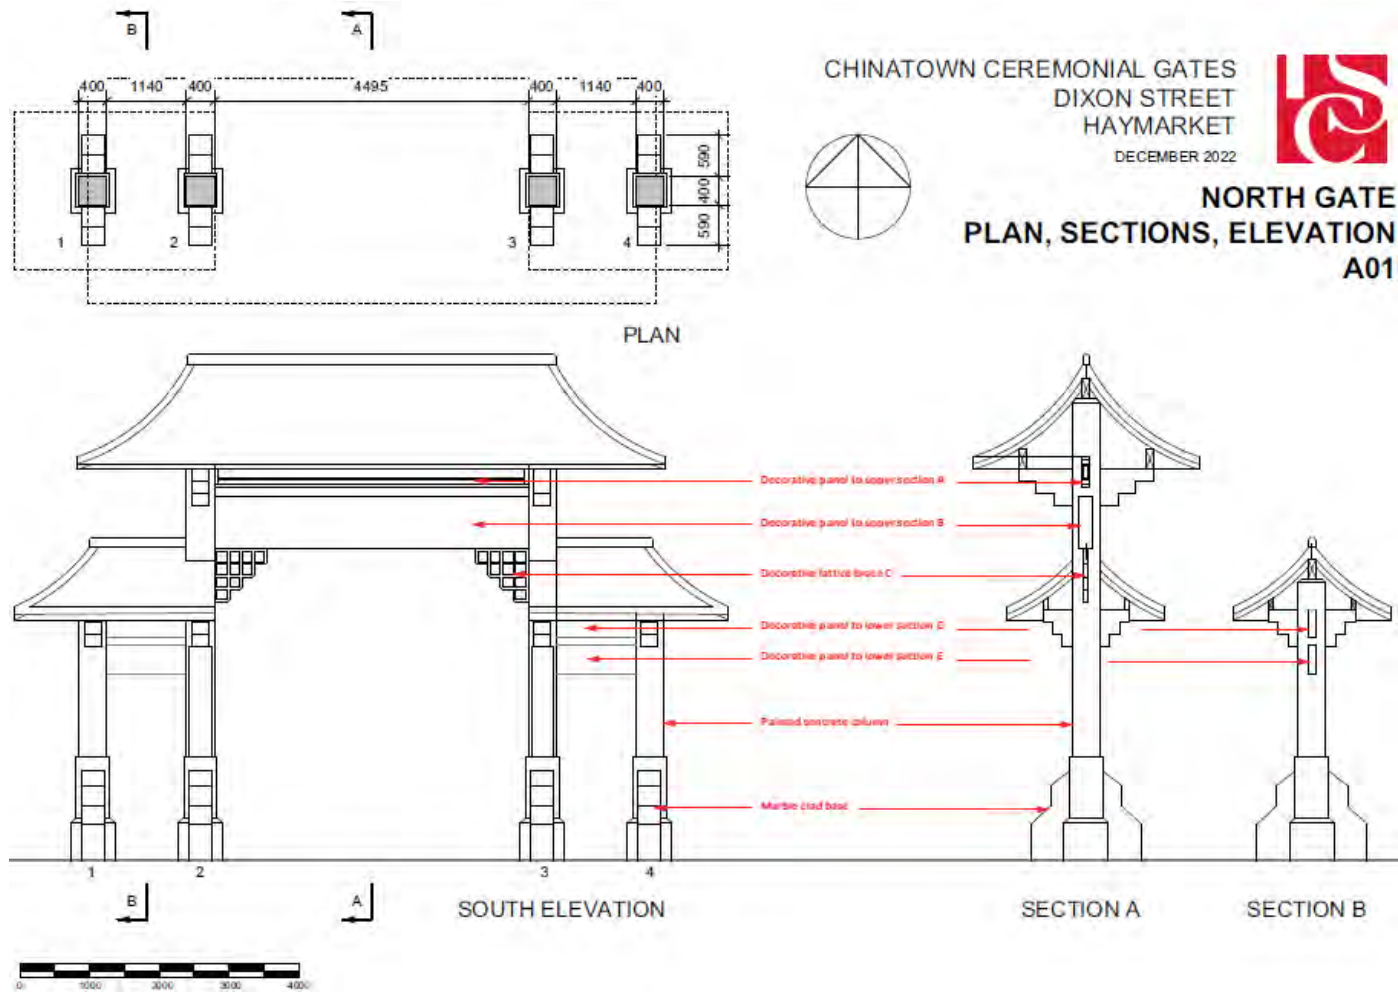 B
A
400
1140
400
4495
400
1140
400
590
400
590
1
2
3
4
PLAN
CHINATOWN CEREMONIAL GATES
DIXON STREET
HAYMARKET
DECEMBER 2022
NORTH GATE
PLAN, SECTIONS, ELEVATION
A01
Decorative panel to upper section A
Decorative panel to upper section B
Decorative lattice brace C
Decorative panel to lower section D
Decorative panel to lower section E
Painted concrete column
Marble clad base
1
2
3
4
B
A
SOUTH ELEVATION
SECTION A
SECTION B
0
1000
2000
3000
4000